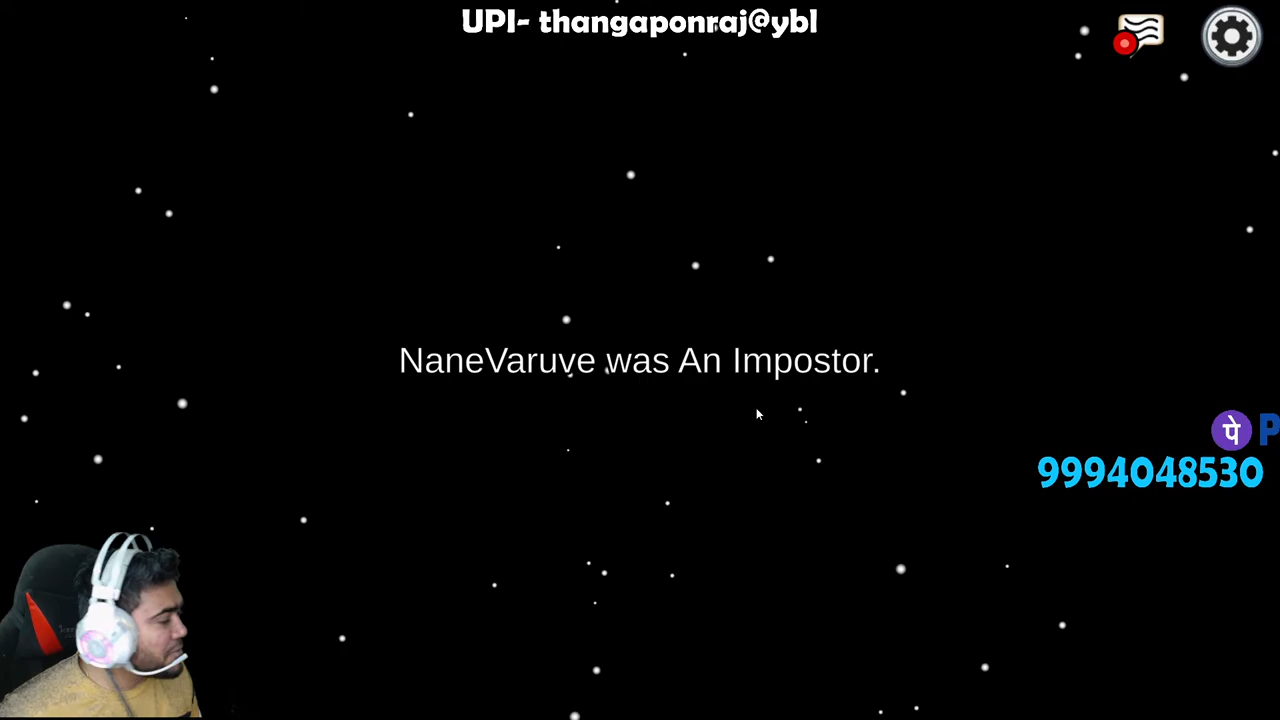 UPI- thangaponraj@ybl
NaneVaruve was An Impostor.
पे P
9994048530